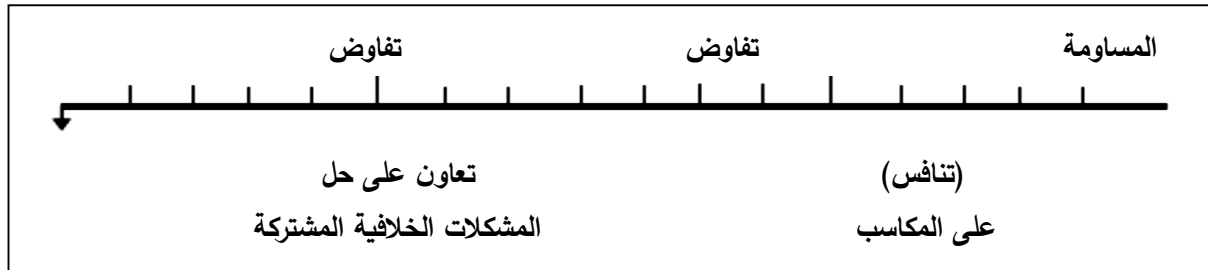 المساومة تفاوض تفاوض
(تنافس) تعاون على حل
على المكاسب المشكلات الخلافية المشتركة